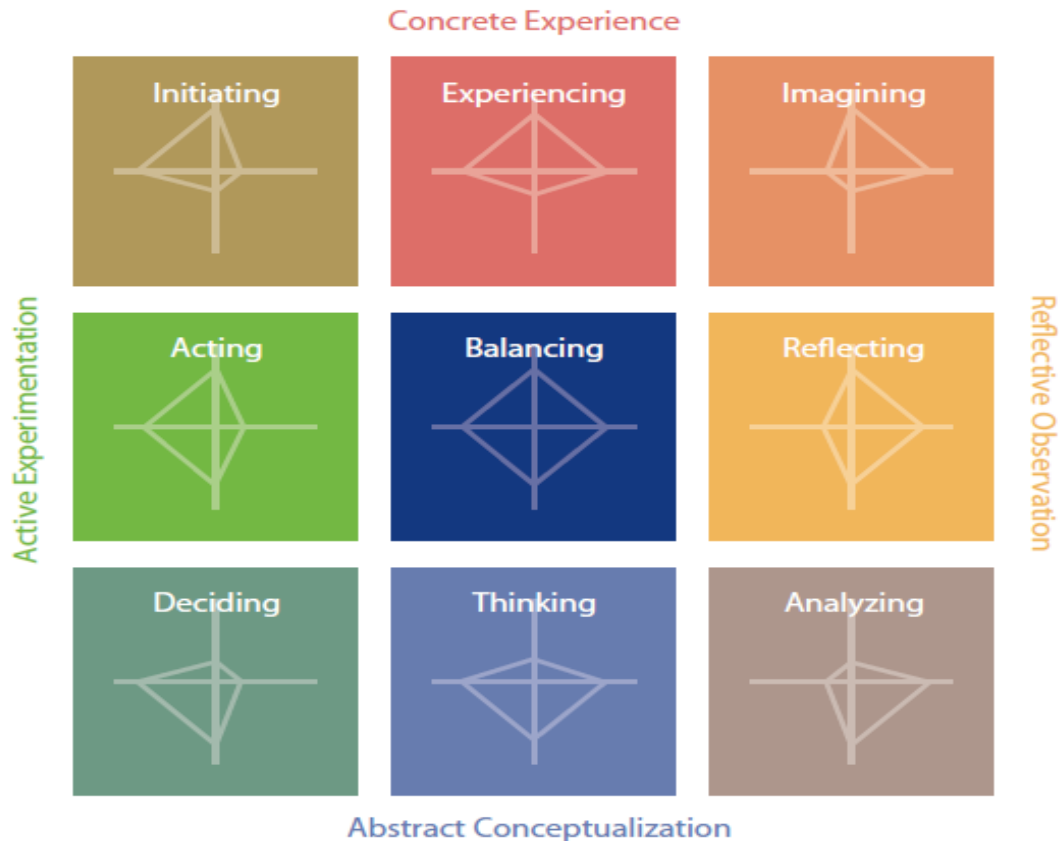 Concrete Experience
Initiating
Experiencing
Imagining
Active Experimentation
Acting
Balancing
Reflecting
Reflective Observation
Deciding
Thinking
Analyzing
Abstract Conceptualization